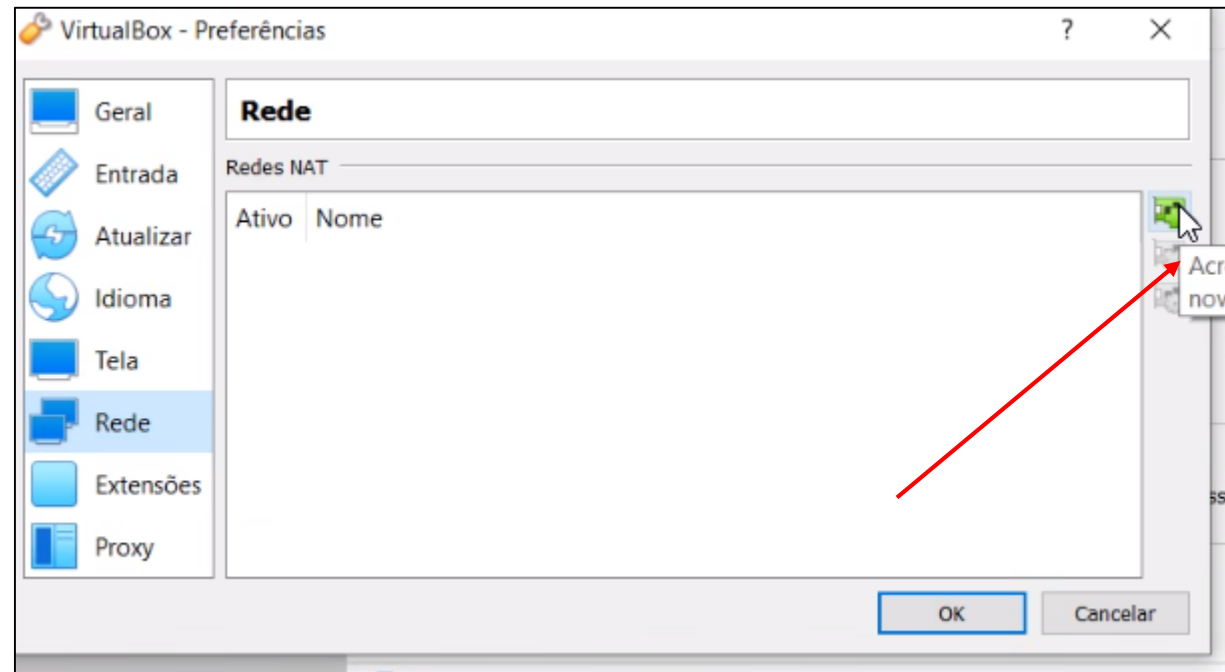 VirtualBox - Preferências
?
Geral
Entrada
Atualizar
Idioma
Tela
Rede
Extensões
Proxy
Rede
Redes NAT
Ativo Nome
OK
Cancelar